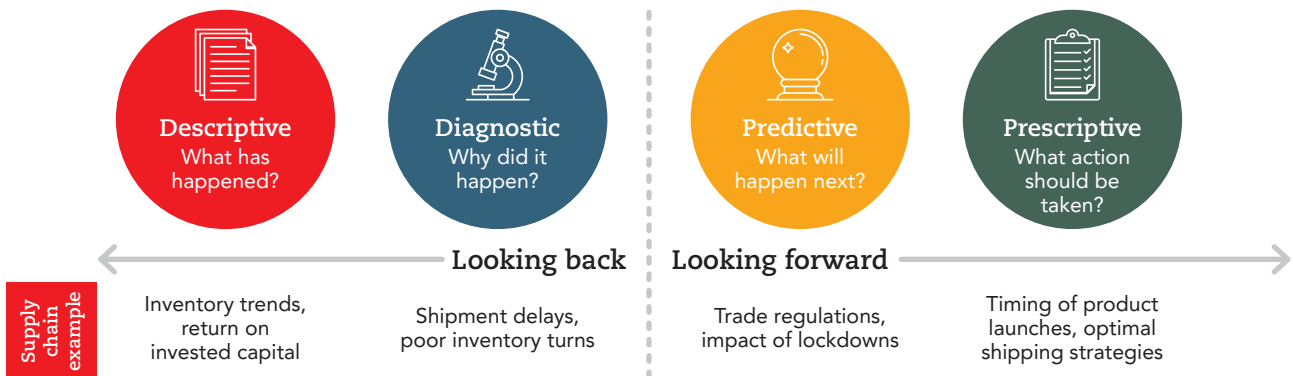 Descriptive
What has
happened?
Diagnostic
Why did it
happen?
Predictive
What will
happen next?
Prescriptive
What action
should be
taken?
Looking back
Looking forward
Supply
chain
example
Inventory trends,
return on
invested capital
Shipment delays,
poor inventory turns
Trade regulations,
impact of lockdowns
Timing of product
launches, optimal
shipping strategies